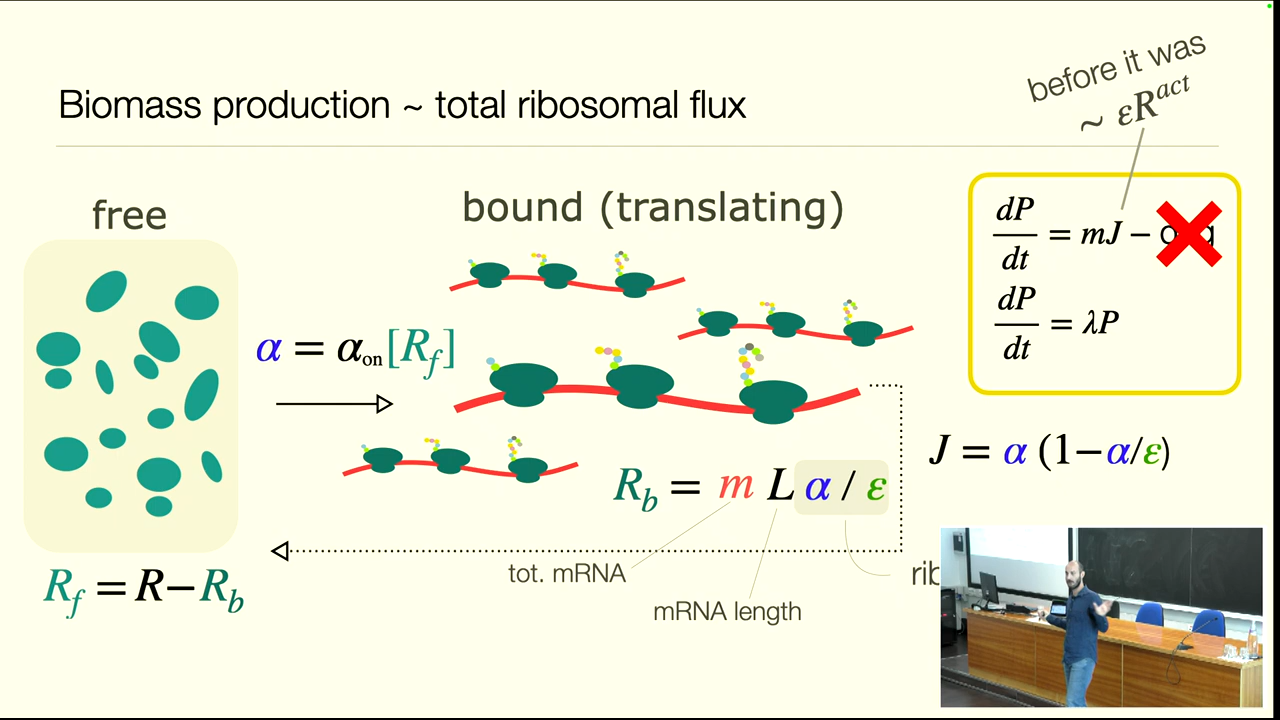 before it was
~ εR^act
Biomass production ~ total ribosomal flux
free
bound (translating)
dP/dt = mJ −
dP/dt = λP
α = α_on[R_f]
J = α (1−α/ε)
R_b = m L α / ε
tot. mRNA
mRNA length
rib
R_f = R−R_b